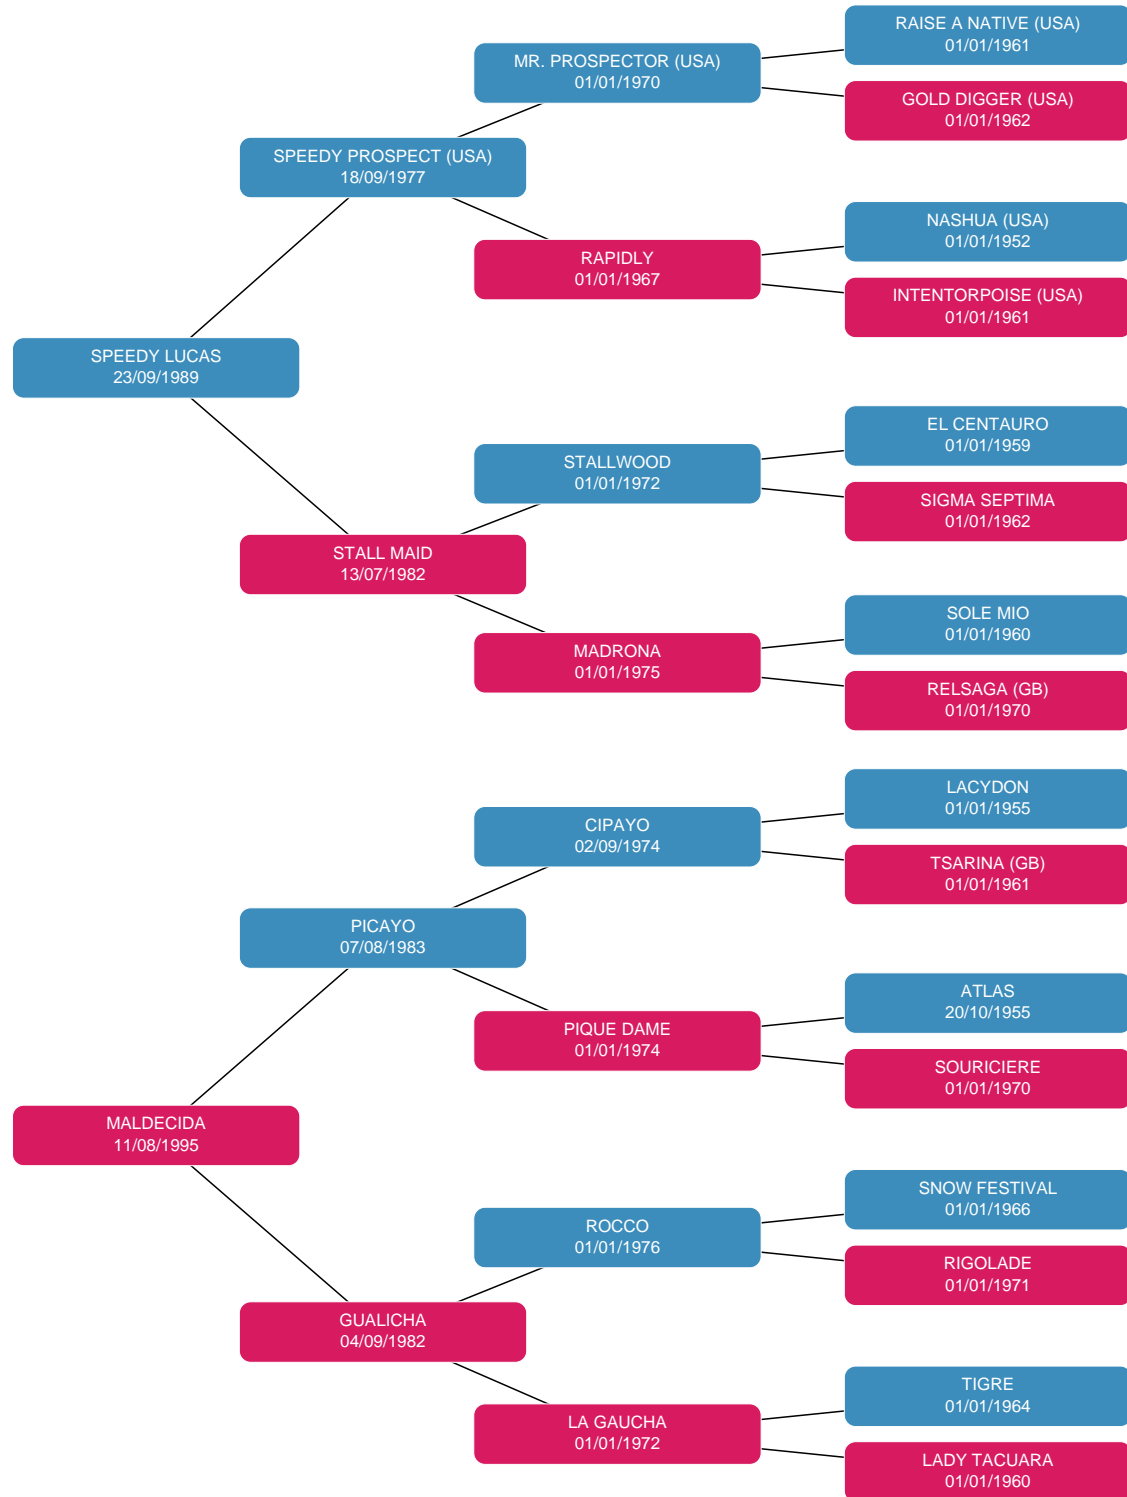 RAISE A NATIVE (USA)
01/01/1961
MR. PROSPECTOR (USA)
01/01/1970
GOLD DIGGER (USA)
01/01/1962
SPEEDY PROSPECT (USA)
18/09/1977
NASHUA (USA)
01/01/1952
RAPIDLY
01/01/1967
INTENTORPOISE (USA)
01/01/1961
SPEEDY LUCAS
23/09/1989
EL CENTAURO
01/01/1959
STALLWOOD
01/01/1972
SIGMA SEPTIMA
01/01/1962
STALL MAID
13/07/1982
SOLE MIO
01/01/1960
MADRONA
01/01/1975
RELSAGA (GB)
01/01/1970
LACYDON
01/01/1955
CIPAYO
02/09/1974
TSARINA (GB)
01/01/1961
PICAYO
07/08/1983
ATLAS
20/10/1955
PIQUE DAME
01/01/1974
SOURICIERE
01/01/1970
MALDECIDA
11/08/1995
SNOW FESTIVAL
01/01/1966
ROCCO
01/01/1976
RIGOLADE
01/01/1971
GUALICHA
04/09/1982
TIGRE
01/01/1964
LA GAUCHA
01/01/1972
LADY TACUARA
01/01/1960